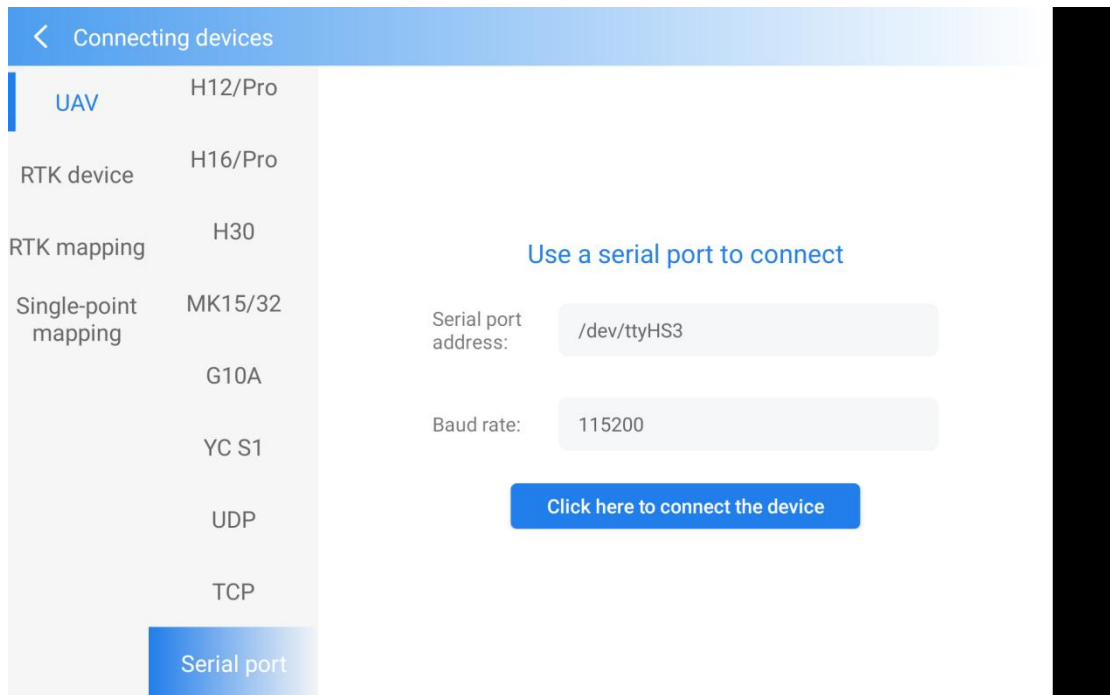 Connecting devices
UAV
RTK device
RTK mapping
Single-point
mapping
H12/Pro
H16/Pro
H30
MK15/32
G10A
YC S1
UDP
TCP
Serial port
Use a serial port to connect
Serial port
address:
/dev/ttyHS3
Baud rate:
115200
Click here to connect the device